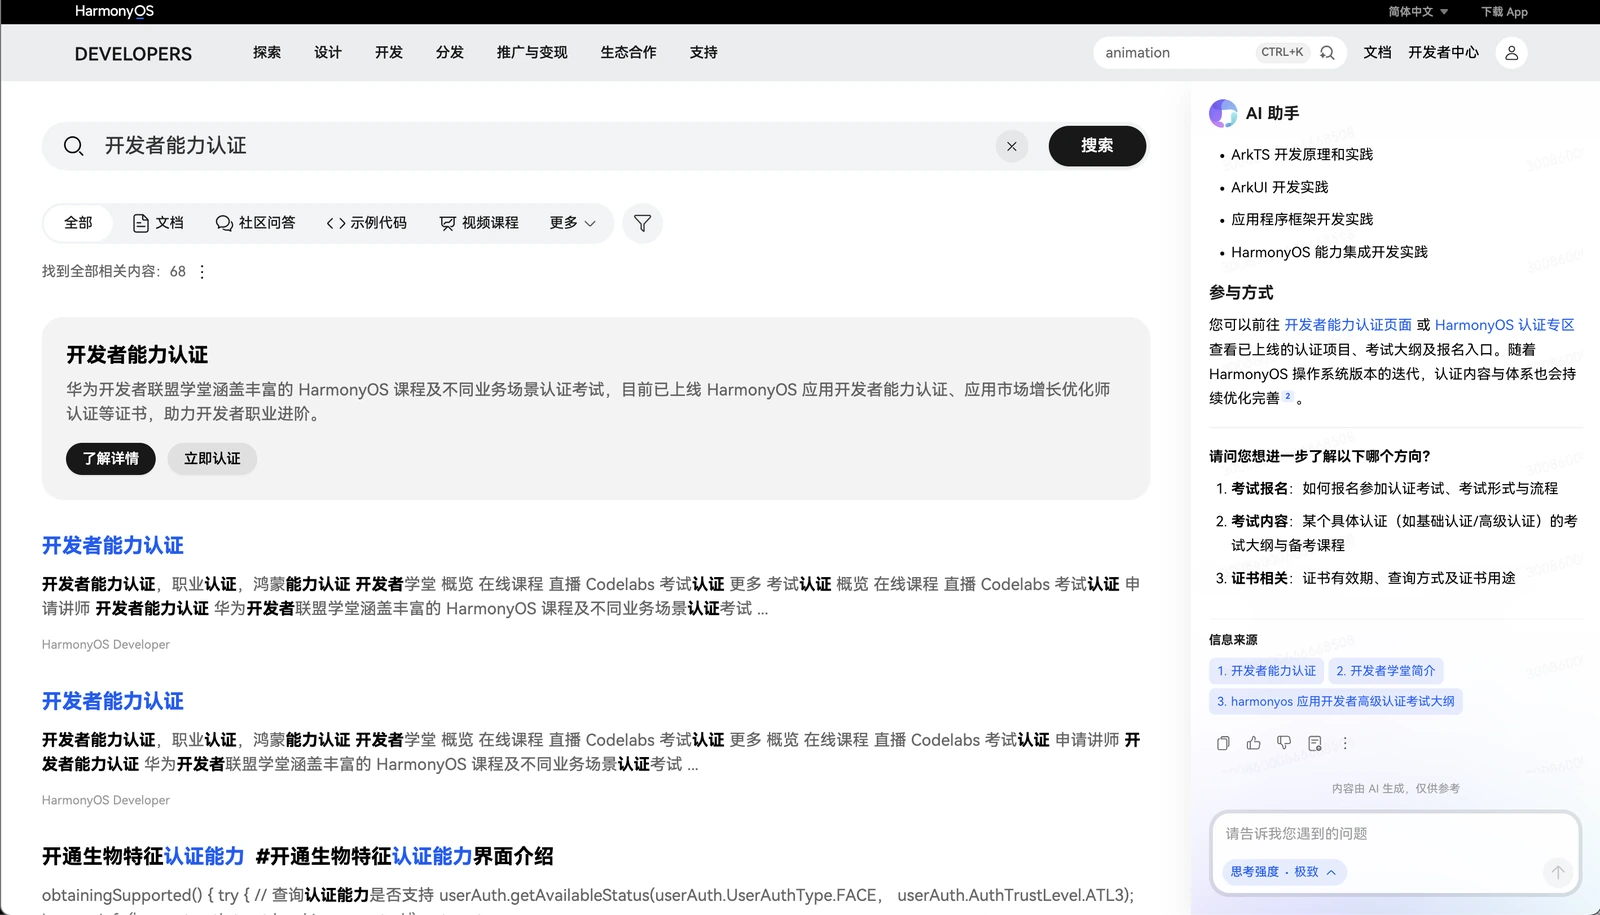 HarmonyOS
简体中文
下载 App
DEVELOPERS
探索
设计
开发
分发
推广与变现
生态合作
支持
animation
CTRL+K
文档
开发者中心
开发者能力认证
搜索
全部
文档
社区问答
示例代码
视频课程
更多
找到全部相关内容：68
开发者能力认证
华为开发者联盟学堂涵盖丰富的 HarmonyOS 课程及不同业务场景认证考试，目前已上线 HarmonyOS 应用开发者能力认证、应用市场增长优化师
认证等证书，助力开发者职业进阶。
了解详情
立即认证
开发者能力认证
开发者能力认证，职业认证，鸿蒙能力认证 开发者学堂 概览 在线课程 直播 Codelabs 考试认证 更多 考试认证 概览 在线课程 直播 Codelabs 考试认证 申
请讲师 开发者能力认证 华为开发者联盟学堂涵盖丰富的 HarmonyOS 课程及不同业务场景认证考试 ...
HarmonyOS Developer
开发者能力认证
开发者能力认证，职业认证，鸿蒙能力认证 开发者学堂 概览 在线课程 直播 Codelabs 考试认证 更多 概览 在线课程 直播 Codelabs 考试认证 申请讲师 开
发者能力认证 华为开发者联盟学堂涵盖丰富的 HarmonyOS 课程及不同业务场景认证考试 ...
HarmonyOS Developer
开通生物特征认证能力 #开通生物特征认证能力界面介绍
obtainingSupported() { try { // 查询认证能力是否支持 userAuth.getAvailableStatus(userAuth.UserAuthType.FACE， userAuth.AuthTrustLevel.ATL3);
AI 助手
• ArkTS 开发原理和实践
• ArkUI 开发实践
• 应用程序框架开发实践
• HarmonyOS 能力集成开发实践
参与方式
您可以前往 开发者能力认证页面 或 HarmonyOS 认证专区
查看已上线的认证项目、考试大纲及报名入口。随着
HarmonyOS 操作系统版本的迭代，认证内容与体系也会持
续优化完善 2 。
请问您想进一步了解以下哪个方向？
1. 考试报名：如何报名参加认证考试、考试形式与流程
2. 考试内容：某个具体认证（如基础认证/高级认证）的考
试大纲与备考课程
3. 证书相关：证书有效期、查询方式及证书用途
信息来源
1. 开发者能力认证
2. 开发者学堂简介
3. harmonyos 应用开发者高级认证考试大纲
内容由 AI 生成，仅供参考
请告诉我您遇到的问题
思考强度 · 极致